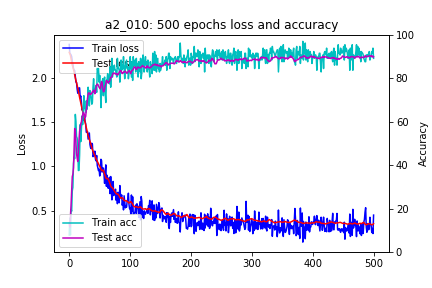 a2_010: 500 epochs loss and accuracy
Train loss
Test loss
Train acc
Test acc
Loss
Accuracy
2.0
1.5
1.0
0.5
100
80
60
40
20
0
0 100 200 300 400 500